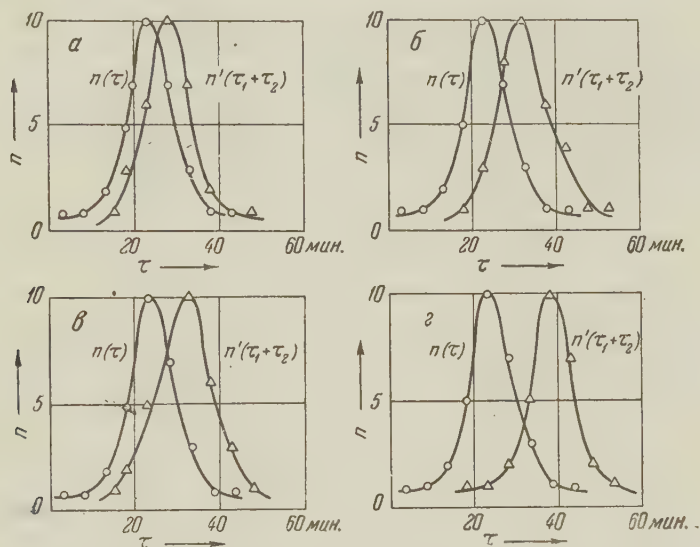 10
а
n(τ)
n'(τ₁+τ₂)
5
n
0
20
40
60 мин.
τ
10
б
n(τ)
n'(τ₁+τ₂)
5
n
0
20
40
60 мин.
τ
10
в
n(τ)
n'(τ₁+τ₂)
5
n
0
20
40
60 мин.
τ
10
г
n(τ)
n'(τ₁+τ₂)
5
n
0
20
40
60 мин.
τ